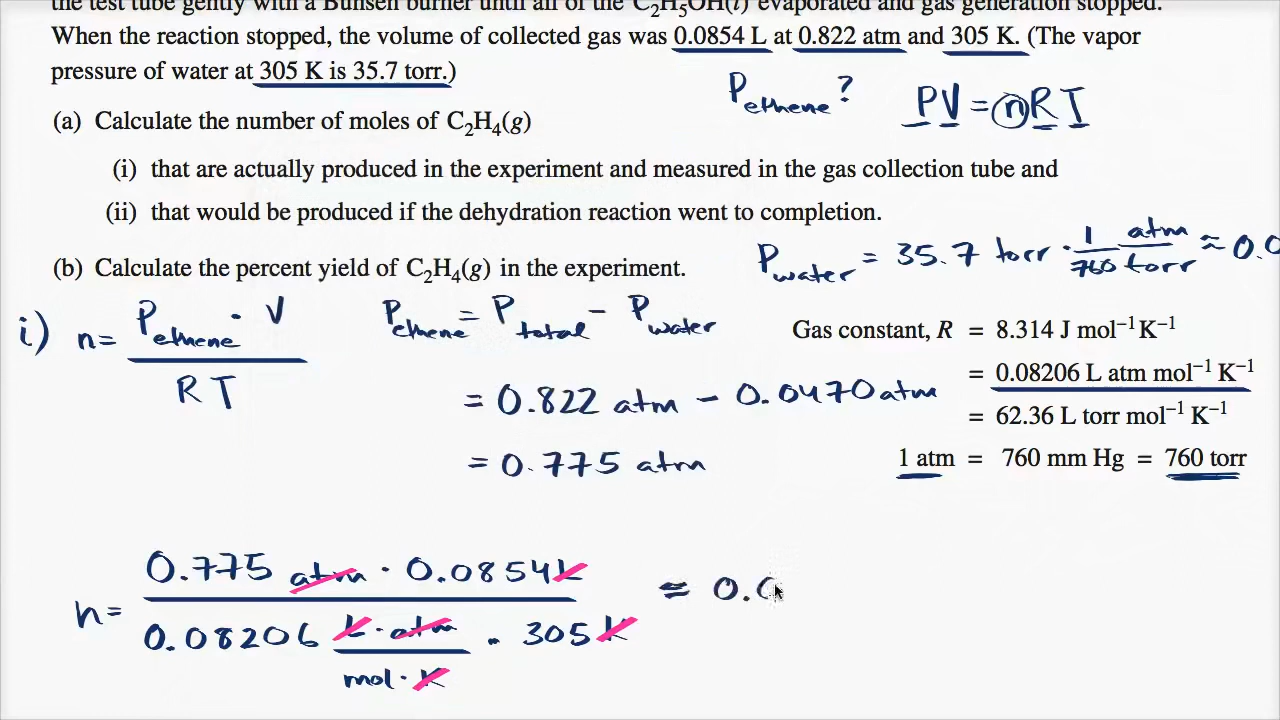 the test tube gently with a Bunsen burner until all of the C₂H₅OH(l) evaporated and gas generation stopped.
When the reaction stopped, the volume of collected gas was 0.0854 L at 0.822 atm and 305 K. (The vapor
pressure of water at 305 K is 35.7 torr.)
P ethene ? PV = nRT
(a) Calculate the number of moles of C₂H₄(g)
(i) that are actually produced in the experiment and measured in the gas collection tube and
(ii) that would be produced if the dehydration reaction went to completion.
P water = 35.7 torr · 1 atm / 760 torr ≈ 0.0
(b) Calculate the percent yield of C₂H₄(g) in the experiment.
i) n = P ethene · V / RT
P ethene = P total − P water
= 0.822 atm − 0.0470 atm
= 0.775 atm
Gas constant, R = 8.314 J mol⁻¹ K⁻¹
= 0.08206 L atm mol⁻¹ K⁻¹
= 62.36 L torr mol⁻¹ K⁻¹
1 atm = 760 mm Hg = 760 torr
n = 0.775 atm · 0.0854 L / 0.08206 L · atm / mol · K · 305 K ≈ 0.0